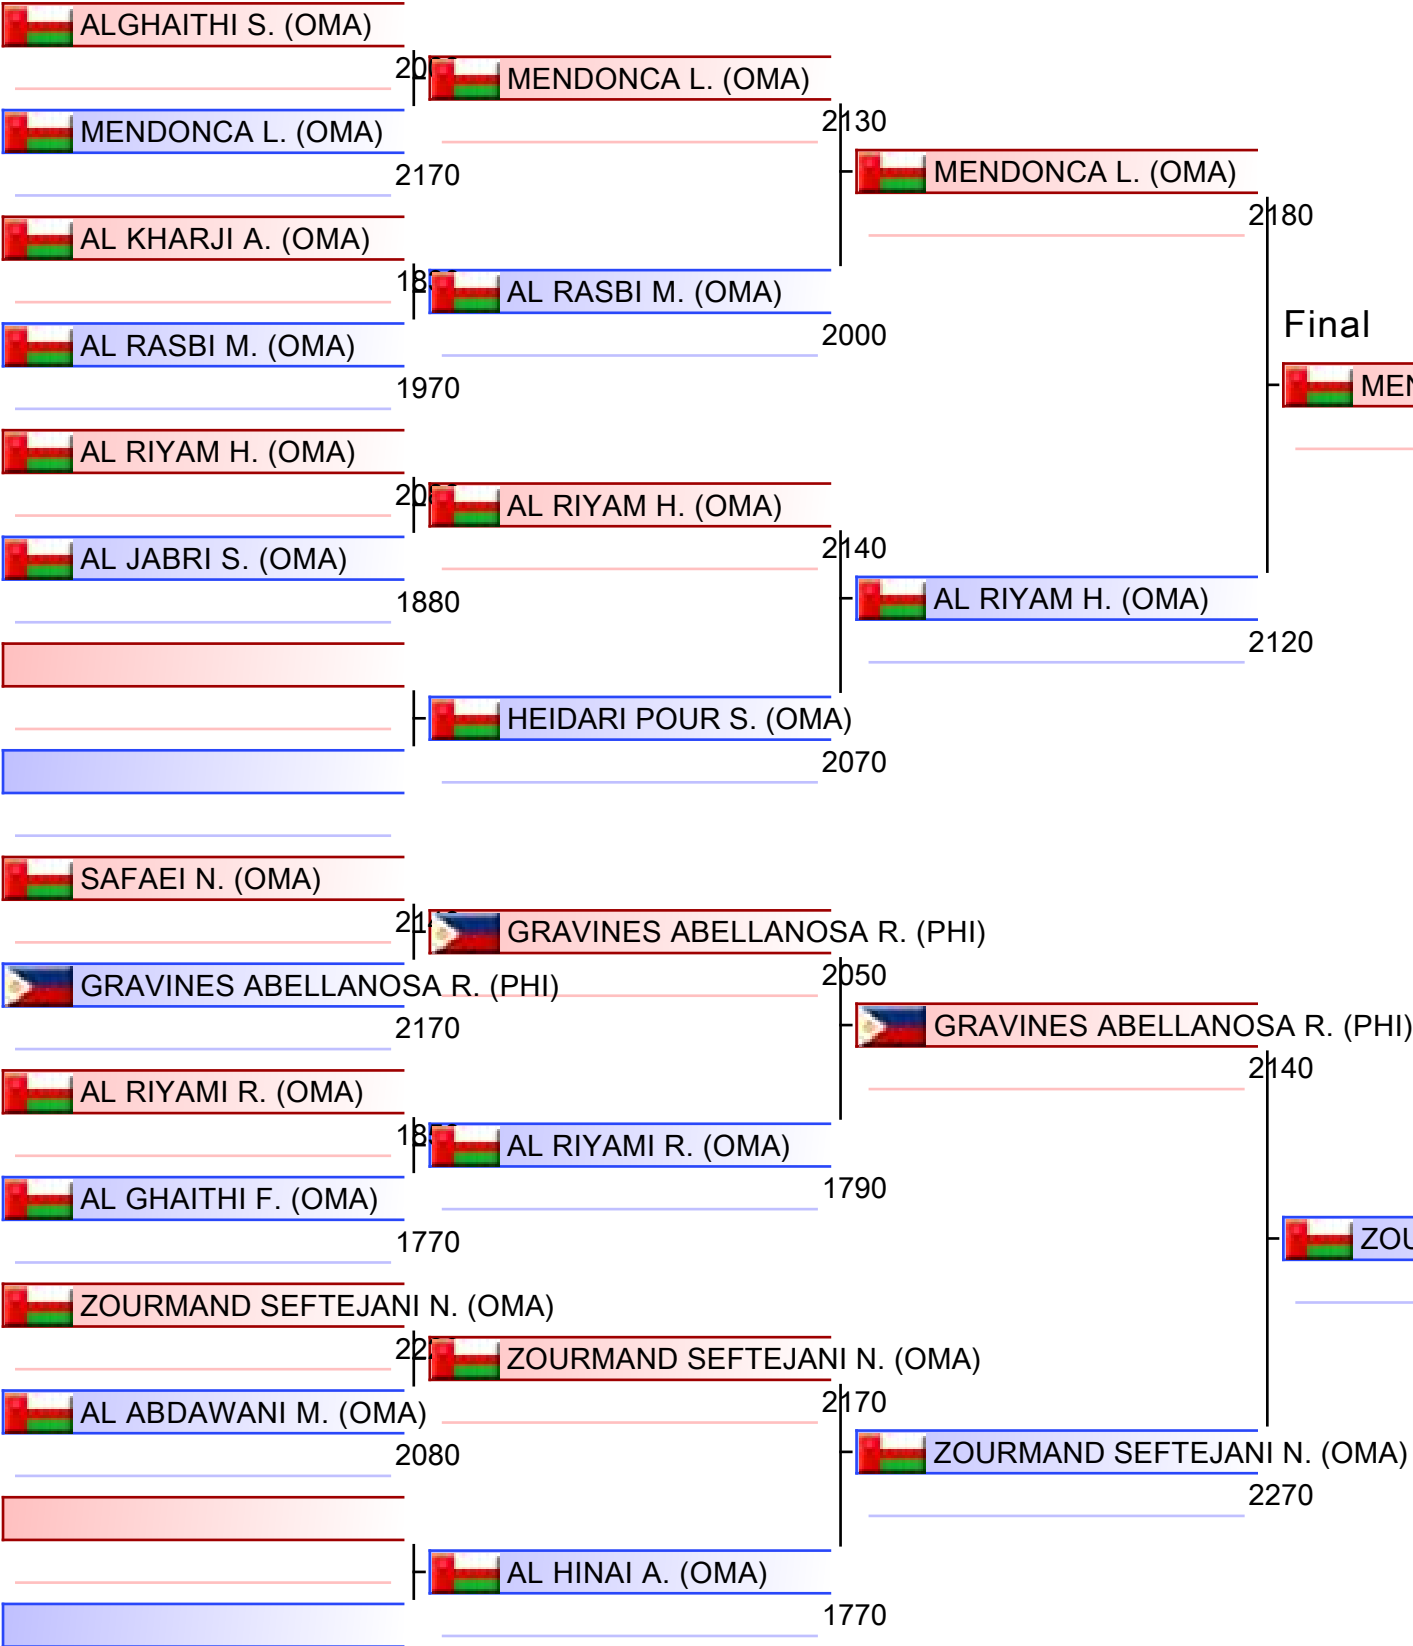 ALGHAITHI S. (OMA)
MENDONCA L. (OMA)
MENDONCA L. (OMA)
2130
2170
MENDONCA L. (OMA)
2180
AL KHARJI A. (OMA)
AL RASBI M. (OMA)
AL RASBI M. (OMA)
2000
Final
1970
AL RIYAM H. (OMA)
AL RIYAM H. (OMA)
AL JABRI S. (OMA)
2140
1880
AL RIYAM H. (OMA)
2120
HEIDARI POUR S. (OMA)
2070
SAFAEI N. (OMA)
GRAVINES ABELLANOSA R. (PHI)
GRAVINES ABELLANOSA R. (PHI)
2050
2170
GRAVINES ABELLANOSA R. (PHI)
2140
AL RIYAMI R. (OMA)
AL RIYAMI R. (OMA)
AL GHAITHI F. (OMA)
1790
1770
ZOURMAND SEFTEJANI N. (OMA)
ZOURMAND SEFTEJANI N. (OMA)
AL ABDAWANI M. (OMA)
2170
2080
ZOURMAND SEFTEJANI N. (OMA)
2270
AL HINAI A. (OMA)
1770